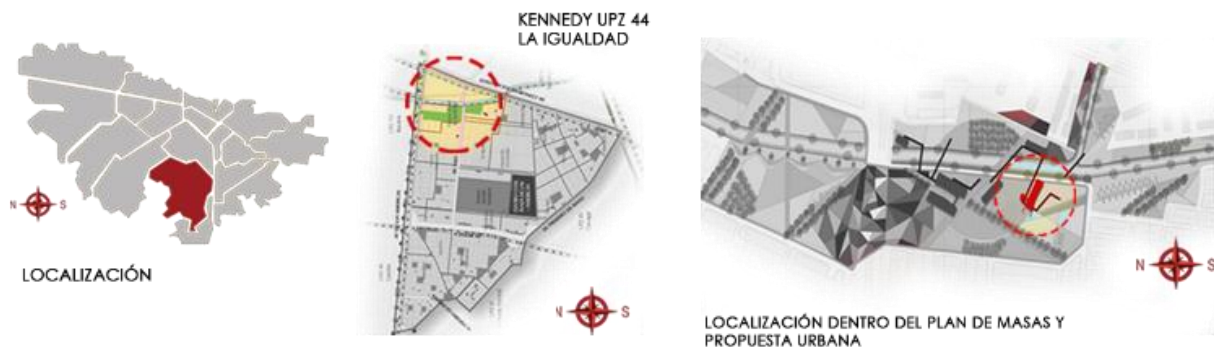 KENNEDY UPZ 44
LA IGUALDAD
N S
LOCALIZACIÓN
N S
N S
LOCALIZACIÓN DENTRO DEL PLAN DE MASAS Y
PROPUESTA URBANA